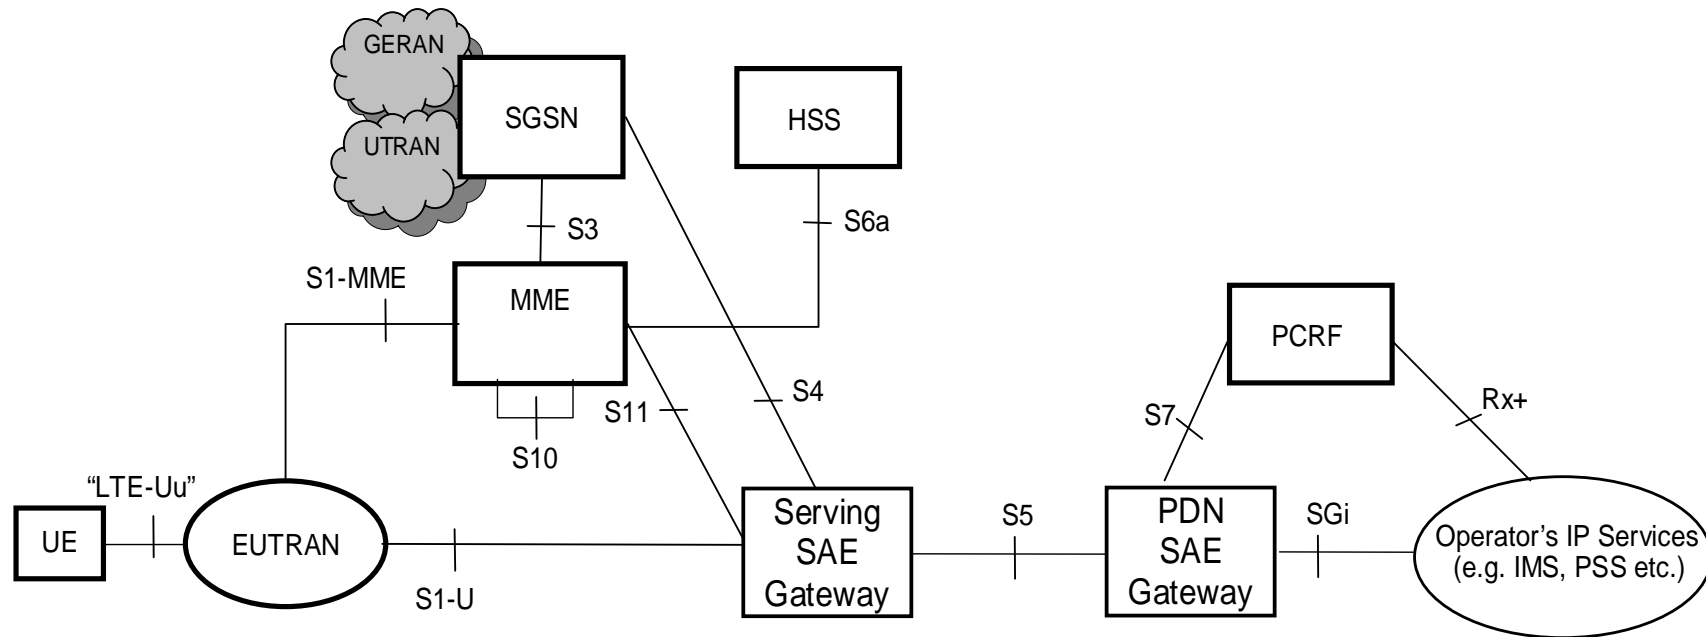 GERAN
SGSN
HSS
UTRAN
S3
S6a
S1-MME
MME
PCRF
S4
S11
S7
Rx+
S10
“LTE-Uu”
UE
EUTRAN
S1-U
Serving
SAE
Gateway
S5
PDN
SAE
Gateway
SGi
Operator’s IP Services
(e.g. IMS, PSS etc.)